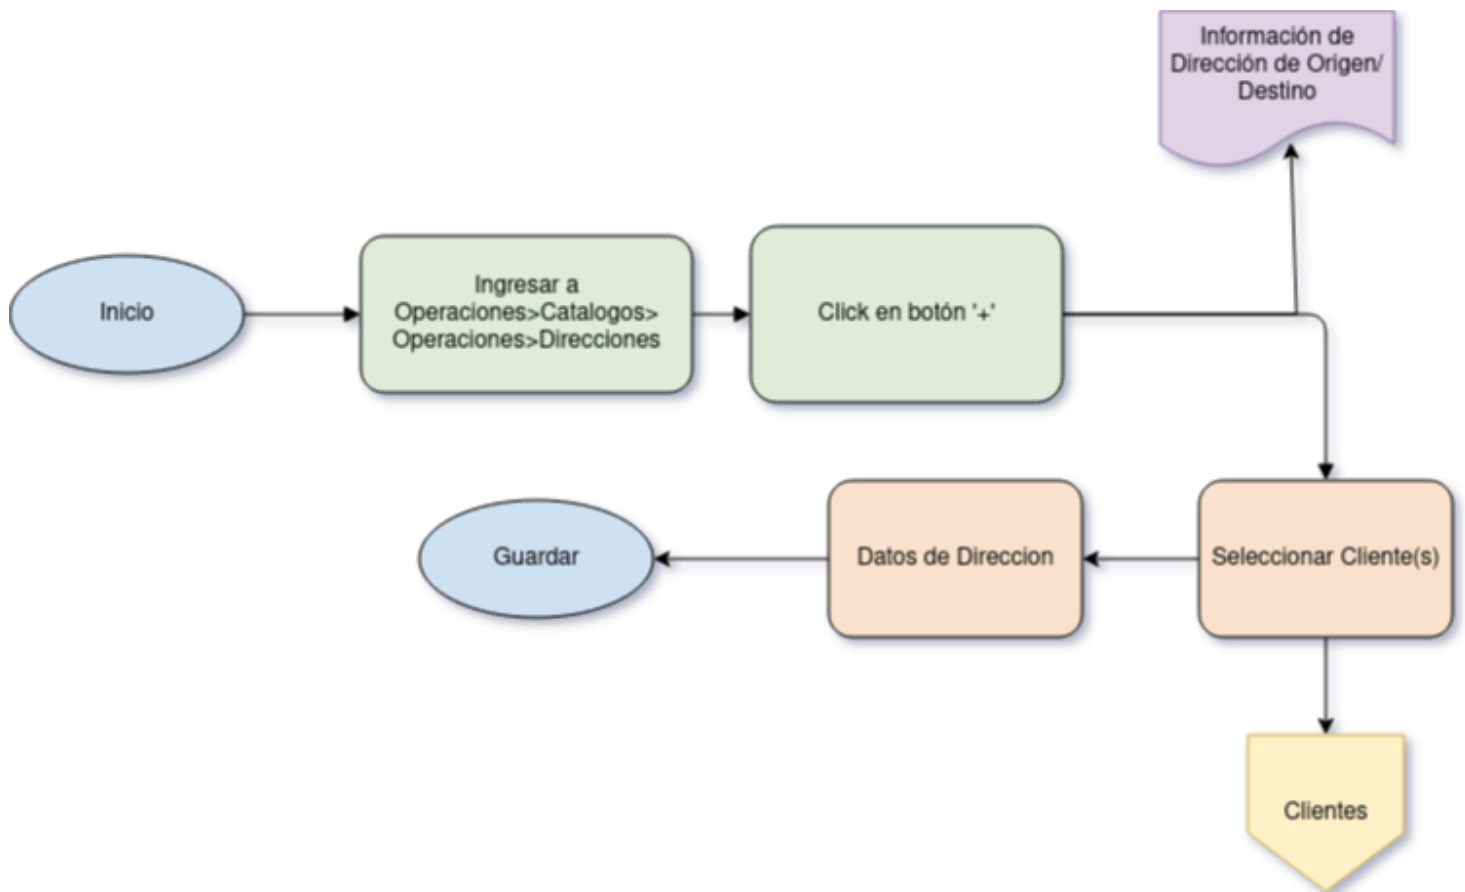 Información de
Dirección de Origen/
Destino
Inicio
Ingresar a
Operaciones>Catalogos>
Operaciones>Direcciones
Click en botón '+'
Guardar
Datos de Direccion
Seleccionar Cliente(s)
Clientes